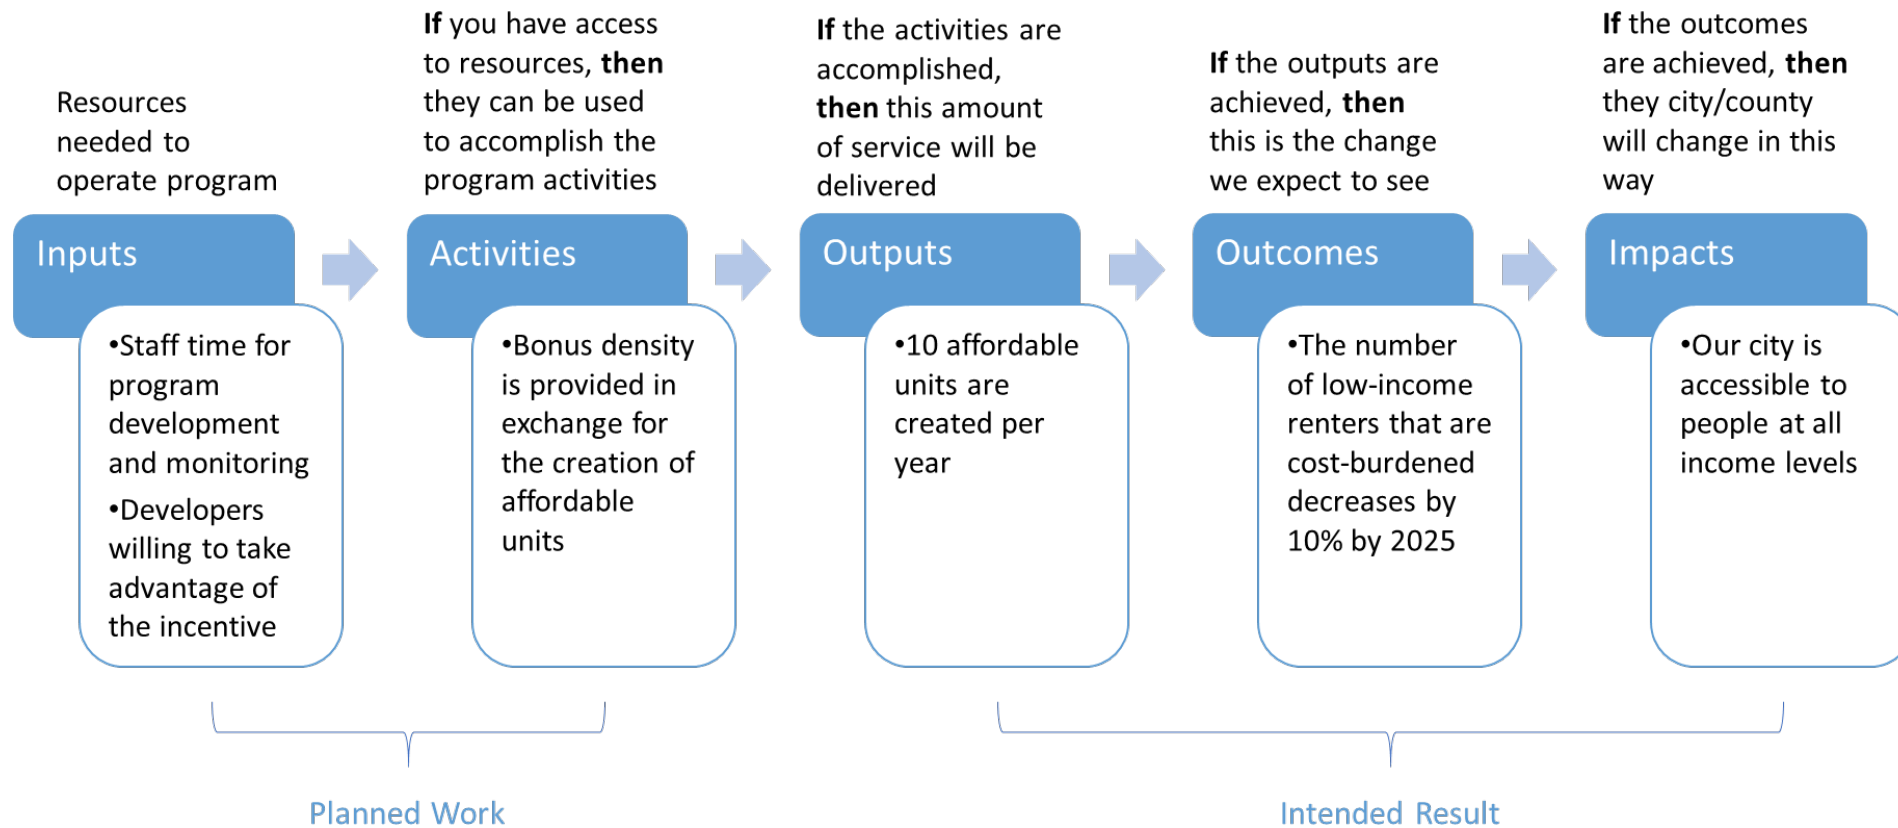 Resources
needed to
operate program
If you have access
to resources, then
they can be used
to accomplish the
program activities
If the activities are
accomplished,
then this amount
of service will be
delivered
If the outputs are
achieved, then
this is the change
we expect to see
If the outcomes
are achieved, then
they city/county
will change in this
way
Inputs
Activities
Outputs
Outcomes
Impacts
•Staff time for
program
development
and monitoring
•Developers
willing to take
advantage of
the incentive
•Bonus density
is provided in
exchange for
the creation of
affordable
units
•10 affordable
units are
created per
year
•The number
of low-income
renters that are
cost-burdened
decreases by
10% by 2025
•Our city is
accessible to
people at all
income levels
Planned Work
Intended Result